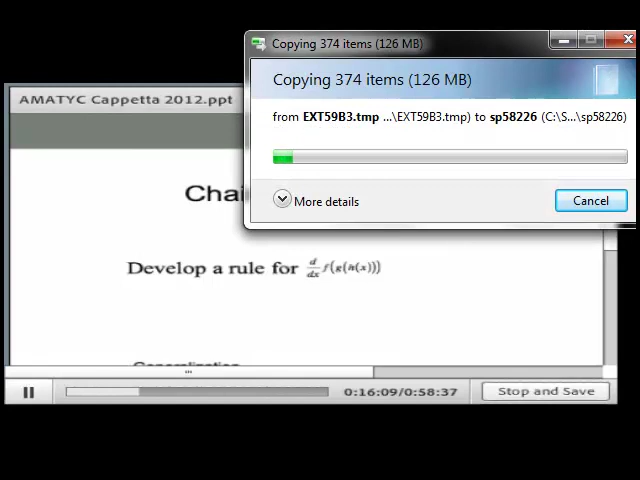 Copying 374 items (126 MB)
Copying 374 items (126 MB)
from EXT59B3.tmp ...\EXT59B3.tmp) to sp58226 (C:\S...\sp58226)
More details
Cancel
AMATYC Cappetta 2012.ppt
Chai
Develop a rule for d/dx f(g(h(x)))
Generalization
0:16:09/0:58:37
Stop and Save